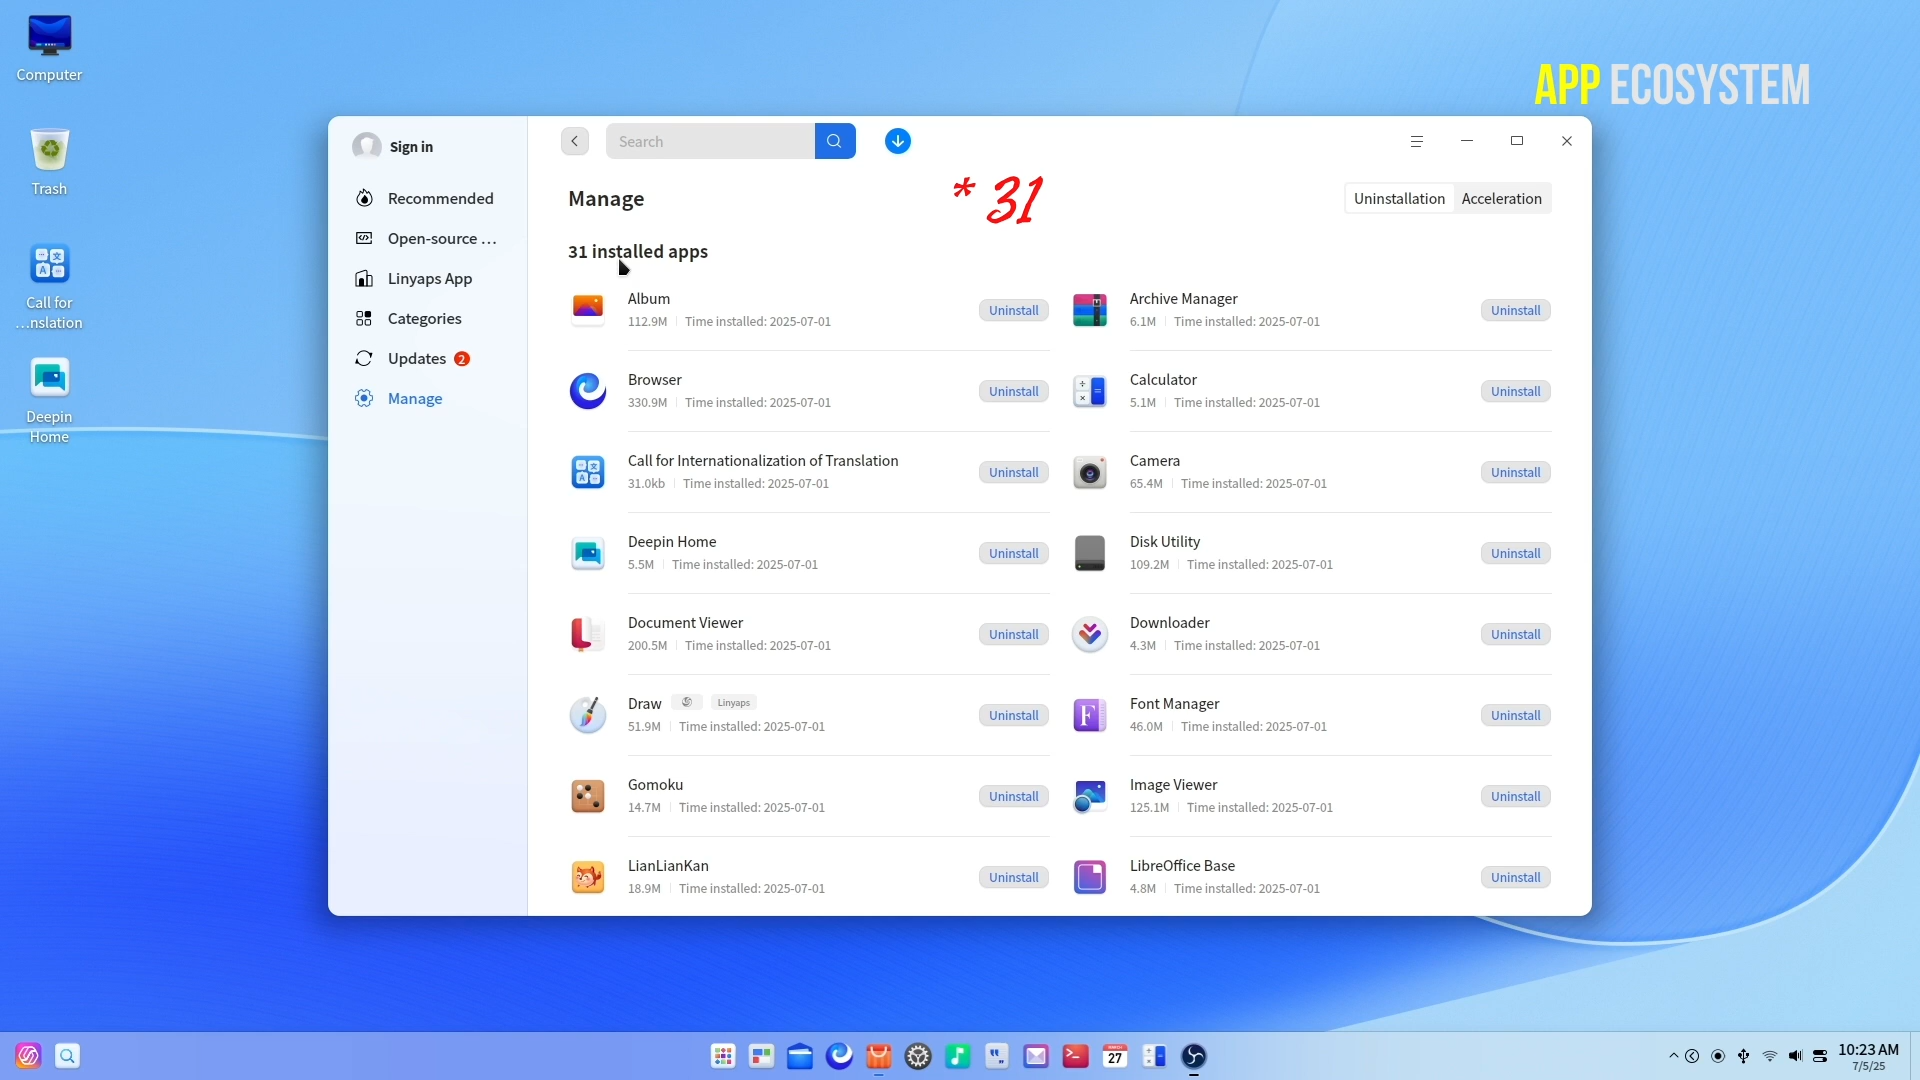 Computer
Trash
Call for
...nslation
Deepin
Home
APP ECOSYSTEM
Sign in
Recommended
Open-source ...
Linyaps App
Categories
Updates 2
Manage
Search
Manage
* 31
Uninstallation Acceleration
31 installed apps
Album
112.9M Time installed: 2025-07-01
Uninstall
Archive Manager
6.1M Time installed: 2025-07-01
Uninstall
Browser
330.9M Time installed: 2025-07-01
Uninstall
Calculator
5.1M Time installed: 2025-07-01
Uninstall
Call for Internationalization of Translation
31.0kb Time installed: 2025-07-01
Uninstall
Camera
65.4M Time installed: 2025-07-01
Uninstall
Deepin Home
5.5M Time installed: 2025-07-01
Uninstall
Disk Utility
109.2M Time installed: 2025-07-01
Uninstall
Document Viewer
200.5M Time installed: 2025-07-01
Uninstall
Downloader
4.3M Time installed: 2025-07-01
Uninstall
Draw Linyaps
51.9M Time installed: 2025-07-01
Uninstall
Font Manager
46.0M Time installed: 2025-07-01
Uninstall
Gomoku
14.7M Time installed: 2025-07-01
Uninstall
Image Viewer
125.1M Time installed: 2025-07-01
Uninstall
LianLianKan
18.9M Time installed: 2025-07-01
Uninstall
LibreOffice Base
4.8M Time installed: 2025-07-01
Uninstall
27
10:23 AM
7/5/25